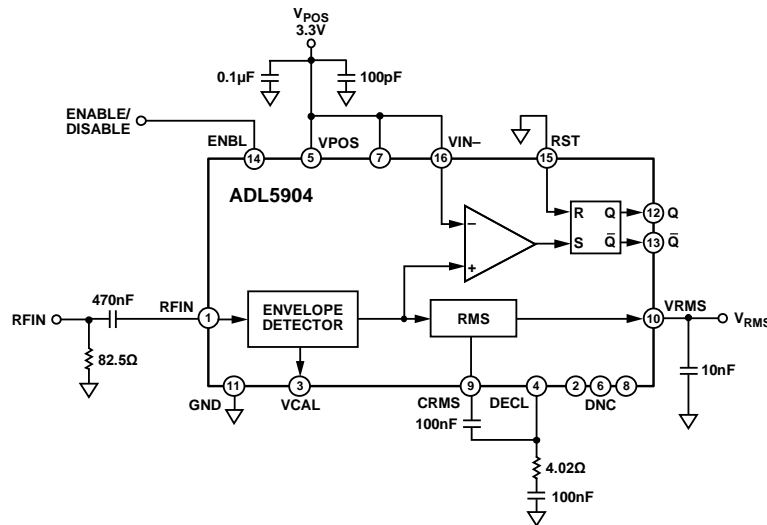 VPOS
3.3V
0.1µF
100pF
ENABLE/
DISABLE
ENBL
VPOS
VIN–
RST
14
5
7
16
15
ADL5904
R
Q
12
Q
–
S
Q̅
13
Q̅
+
470nF
RFIN
RFIN
1
ENVELOPE
DETECTOR
RMS
VRMS
10
VRMS
82.5Ω
10nF
11
3
9
4
2
6
8
GND
VCAL
CRMS
DECL
DNC
100nF
4.02Ω
100nF